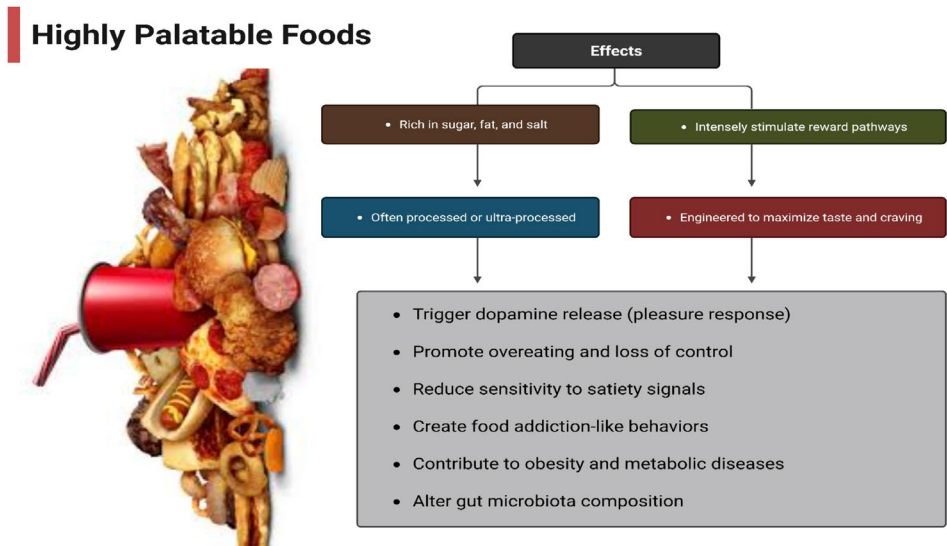 Highly Palatable Foods
Effects
• Rich in sugar, fat, and salt
• Intensely stimulate reward pathways
• Often processed or ultra-processed
• Engineered to maximize taste and craving
• Trigger dopamine release (pleasure response)
• Promote overeating and loss of control
• Reduce sensitivity to satiety signals
• Create food addiction-like behaviors
• Contribute to obesity and metabolic diseases
• Alter gut microbiota composition